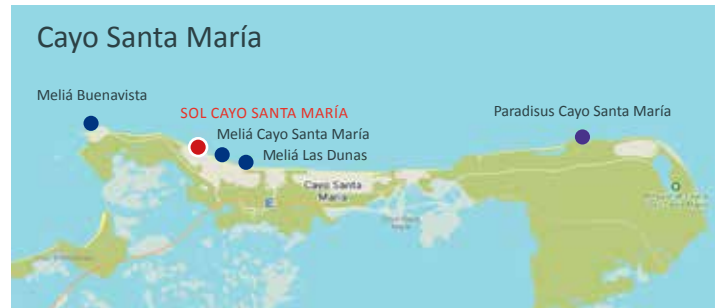 Cayo Santa María
Meliá Buenavista
SOL CAYO SANTA MARÍA
Meliá Cayo Santa María
Meliá Las Dunas
Paradisus Cayo Santa María
Cayo Santa
María
E